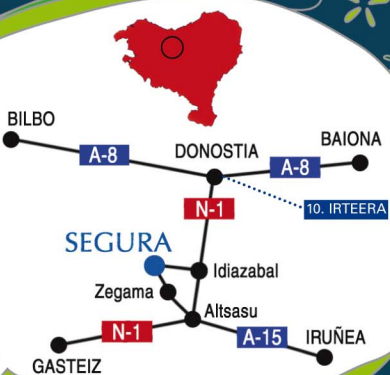 BILBO
A-8
DONOSTIA
A-8
BAIONA
N-1
10. IRTEERA
SEGURA
Idiazabal
Zegama
Altsasu
N-1
A-15
IRUÑEA
GASTEIZ